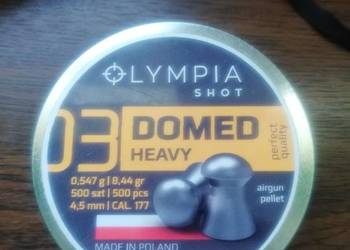 OLYMPIA
SHOT
03
DOMED
HEAVY
perfect
quality
0,547 g | 8,44 gr
500 szt | 500 pcs
4,5 mm | CAL. 177
airgun
pellet
MADE IN POLAND